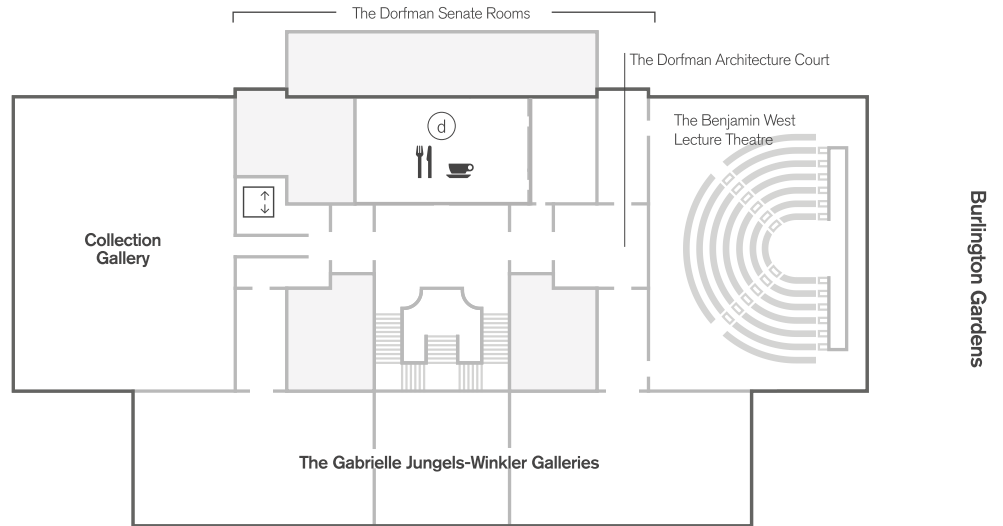 The Dorfman Senate Rooms
The Dorfman Architecture Court
d
The Benjamin West
Lecture Theatre
Collection
Gallery
Burlington Gardens
The Gabrielle Jungels-Winkler Galleries